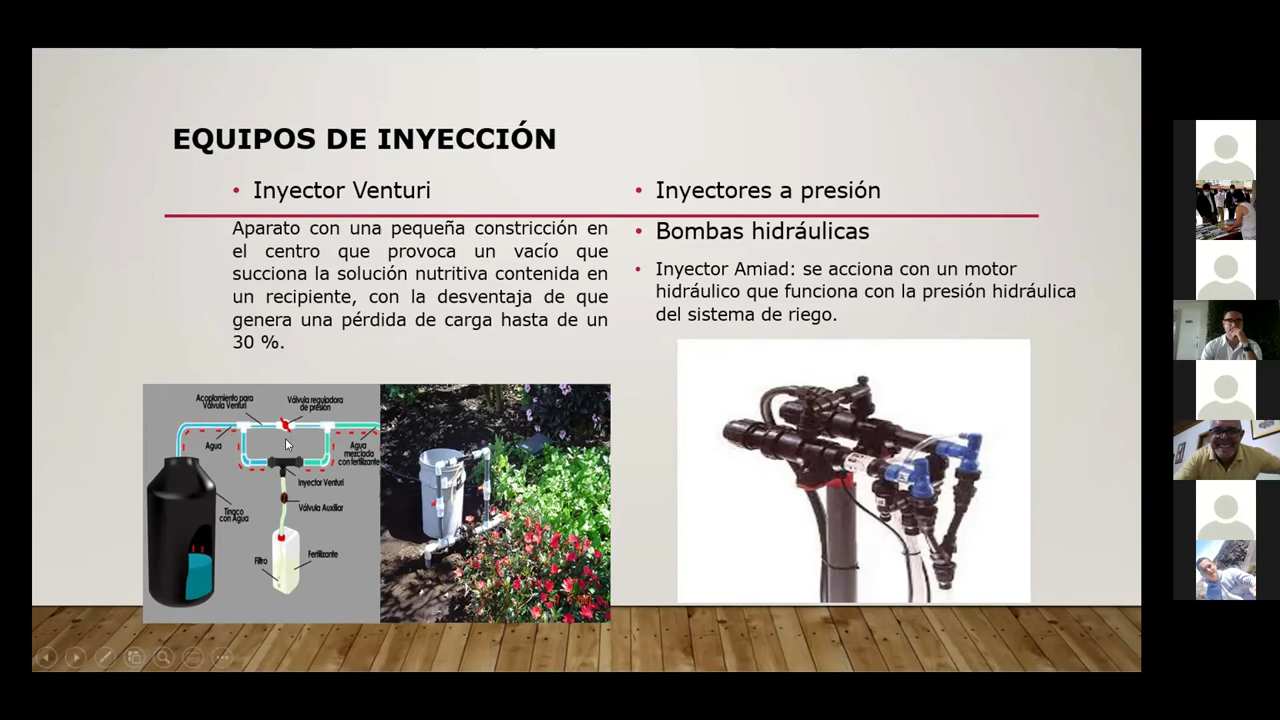 EQUIPOS DE INYECCIÓN
• Inyector Venturi
Aparato con una pequeña constricción en
el centro que provoca un vacío que
succiona la solución nutritiva contenida en
un recipiente, con la desventaja de que
genera una pérdida de carga hasta de un
30 %.
• Inyectores a presión
• Bombas hidráulicas
• Inyector Amiad: se acciona con un motor
hidráulico que funciona con la presión hidráulica
del sistema de riego.
Acoplamiento para
Válvula Venturi
Válvula reguladora
de presión
Agua
Agua
mezclada
con fertilizante
Inyector Venturi
Válvula Auxiliar
Tinaco
con Agua
Filtro
Fertilizante